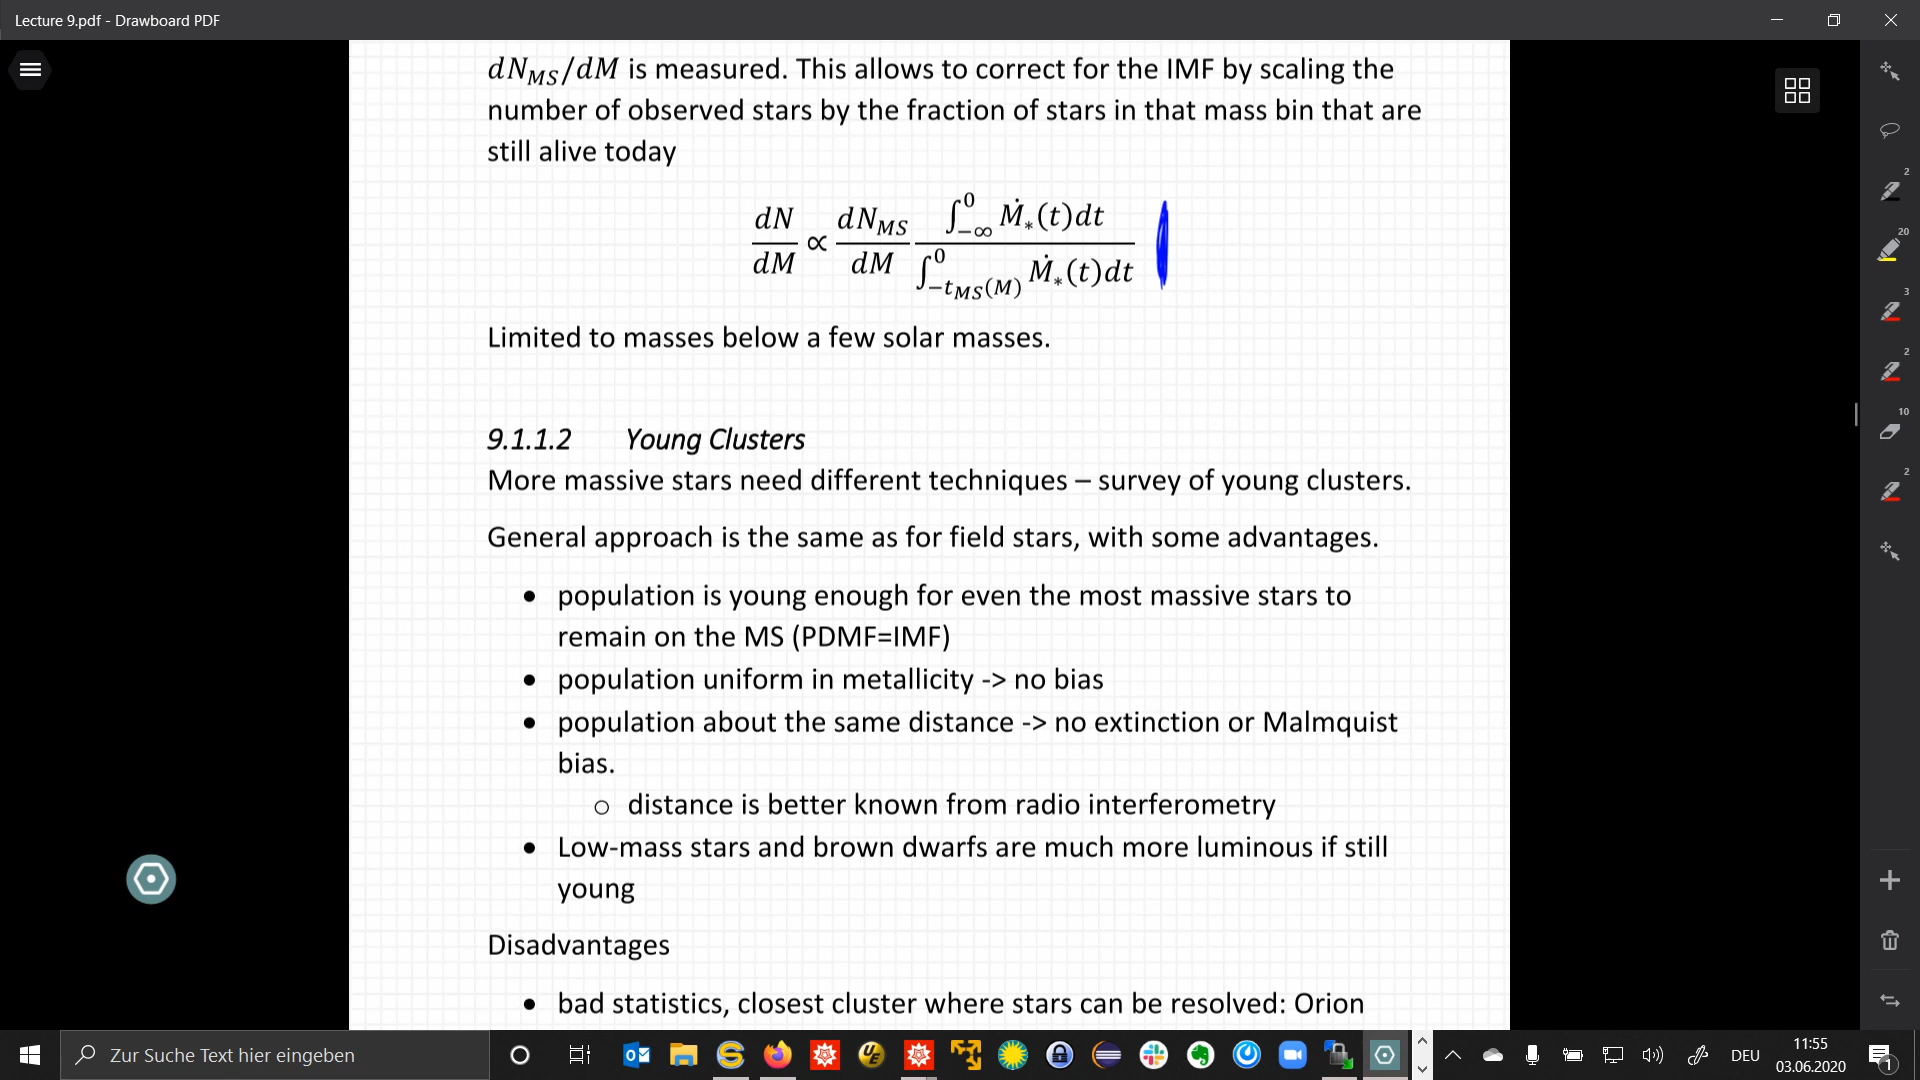 Lecture 9.pdf - Drawboard PDF
dN_MS/dM is measured. This allows to correct for the IMF by scaling the
number of observed stars by the fraction of stars in that mass bin that are
still alive today
dN/dM ∝ dN_MS/dM ∫_{-∞}^{0} Ṁ_*(t)dt / ∫_{-t_MS(M)}^{0} Ṁ_*(t)dt
Limited to masses below a few solar masses.
9.1.1.2 Young Clusters
More massive stars need different techniques – survey of young clusters.
General approach is the same as for field stars, with some advantages.
• population is young enough for even the most massive stars to
remain on the MS (PDMF=IMF)
• population uniform in metallicity -> no bias
• population about the same distance -> no extinction or Malmquist
bias.
o distance is better known from radio interferometry
• Low-mass stars and brown dwarfs are much more luminous if still
young
Disadvantages
• bad statistics, closest cluster where stars can be resolved: Orion
2
20
3
2
10
2
Zur Suche Text hier eingeben
DEU
11:55
03.06.2020
1